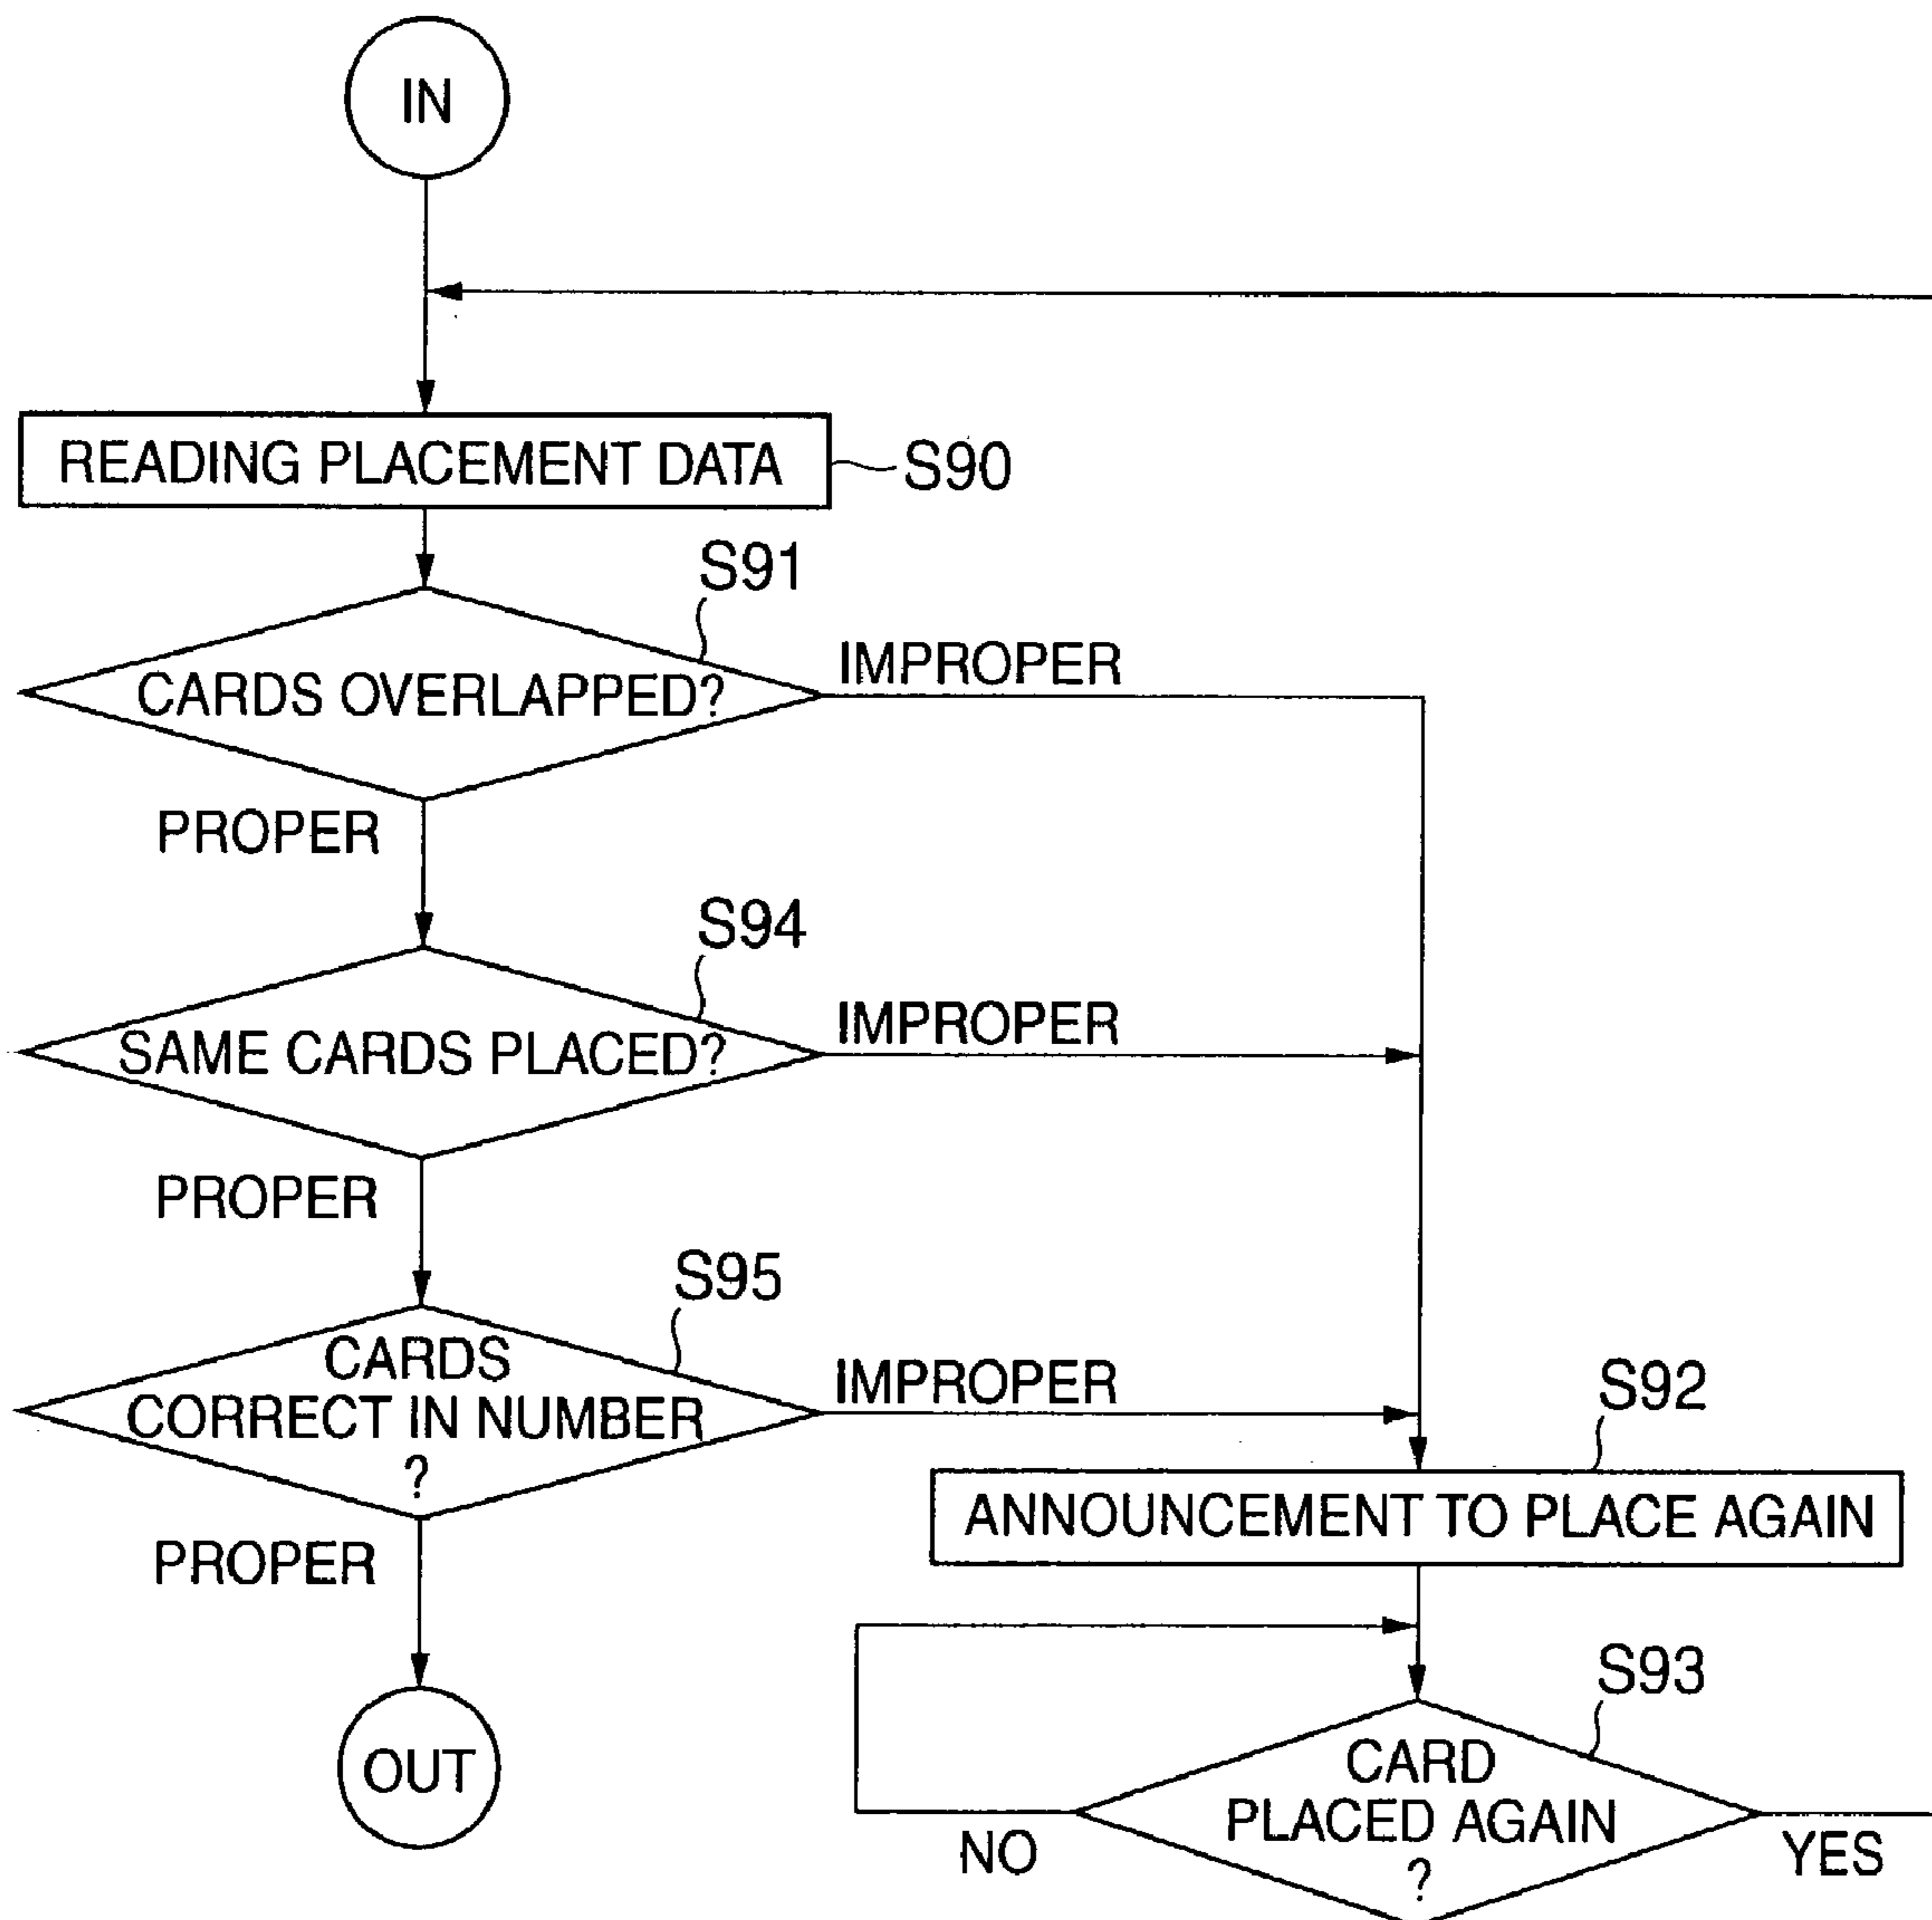 IN
READING PLACEMENT DATA
S90
S91
CARDS OVERLAPPED?
IMPROPER
PROPER
S94
SAME CARDS PLACED?
IMPROPER
PROPER
S95
CARDS
CORRECT IN NUMBER
?
IMPROPER
PROPER
OUT
S92
ANNOUNCEMENT TO PLACE AGAIN
S93
CARD
PLACED AGAIN
?
NO
YES